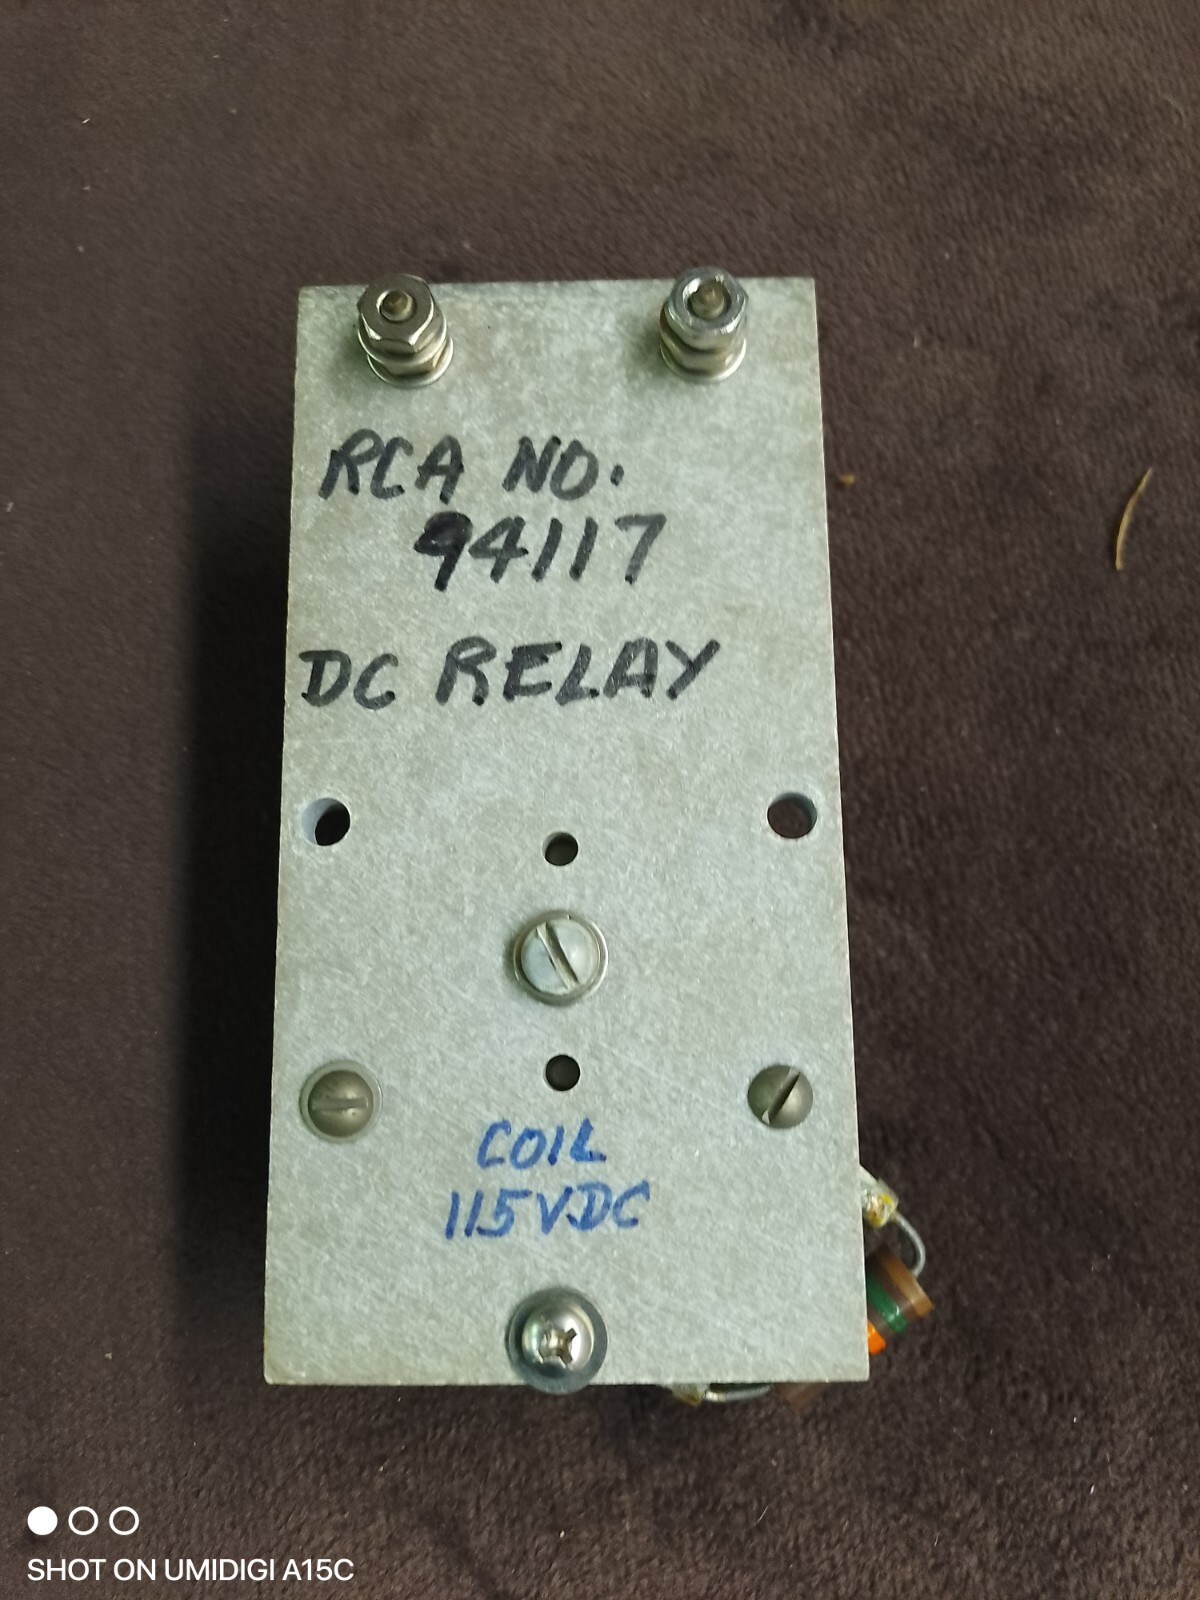 RCA NO.
94117
DC RELAY
COIL
115VDC
SHOT ON UMIDIGI A15C